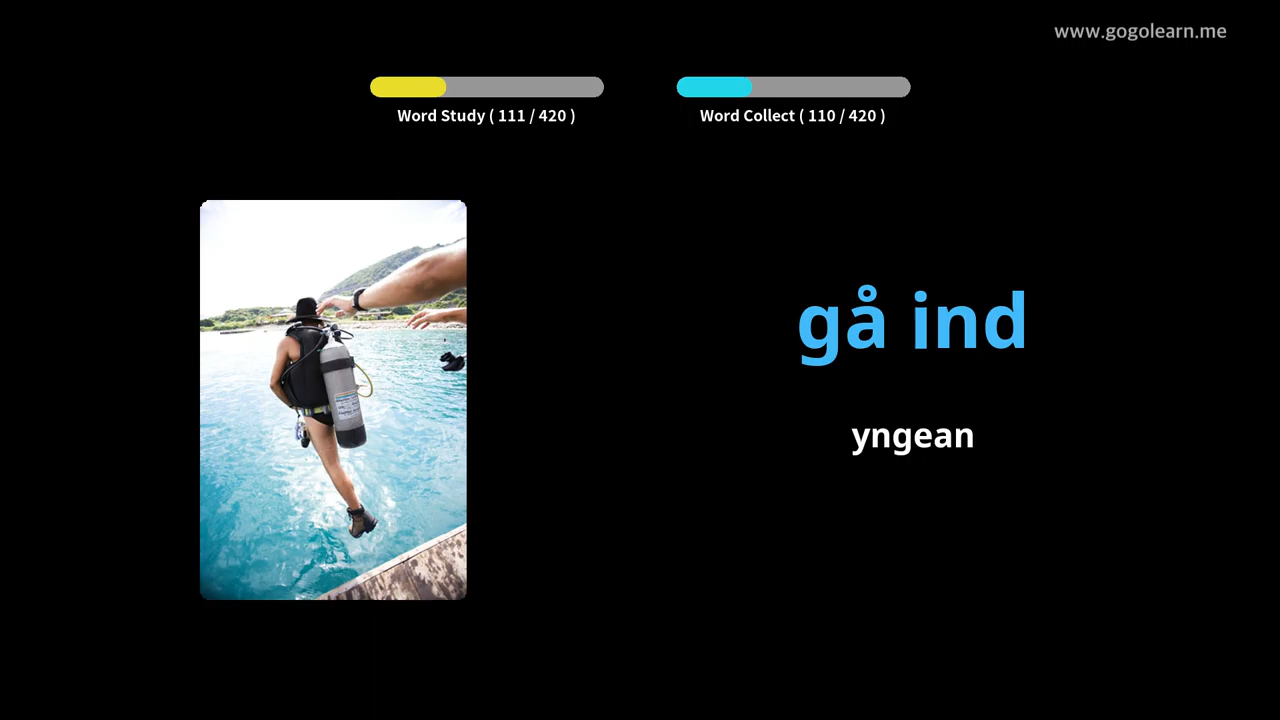 www.gogolearn.me
Word Study ( 111 / 420 )
Word Collect ( 110 / 420 )
gå ind
yngean